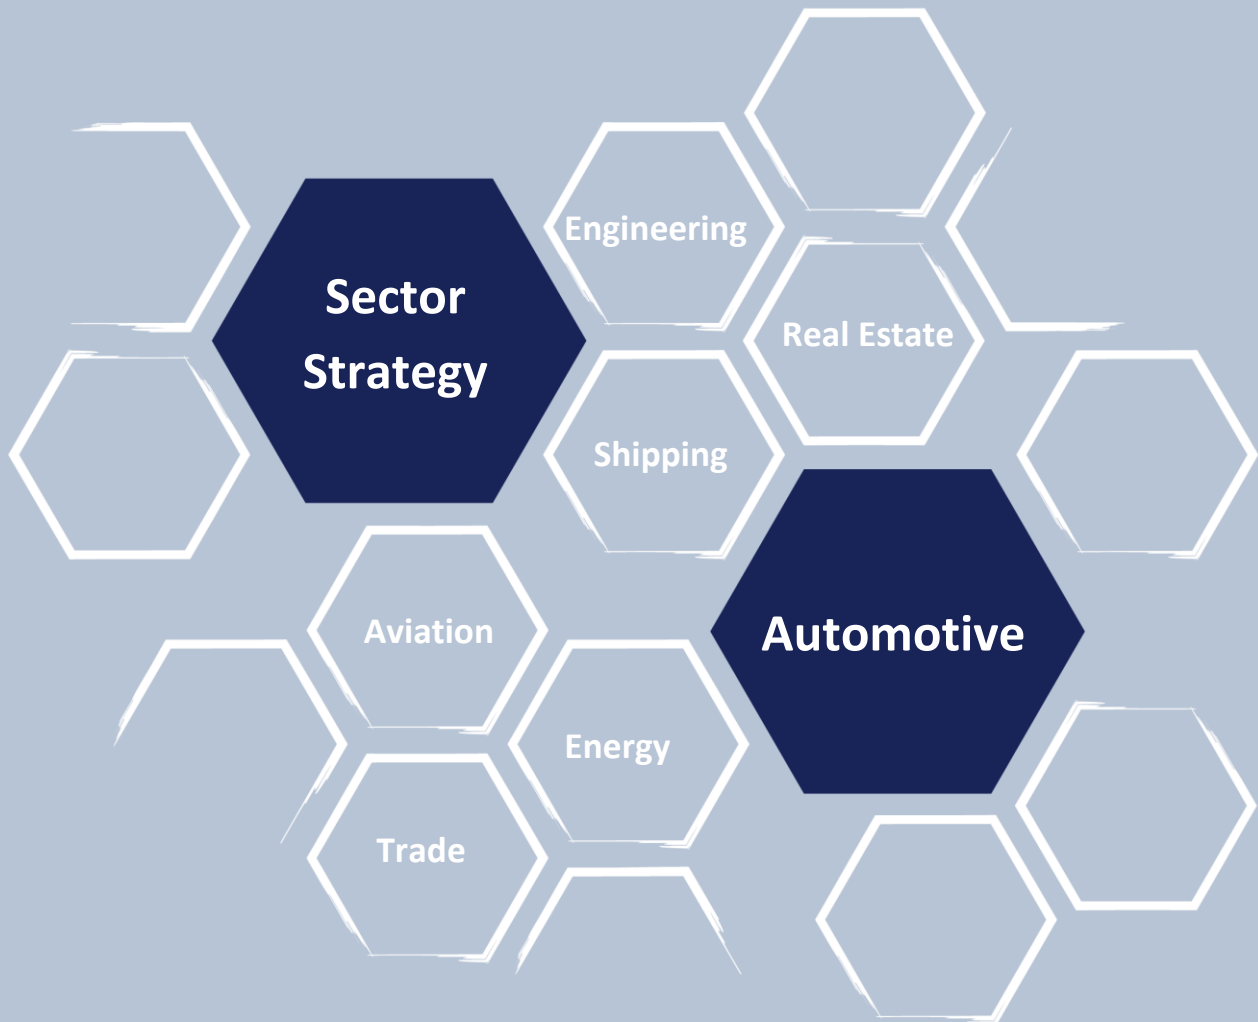 Engineering
Sector
Strategy
Real Estate
Shipping
Aviation
Automotive
Energy
Trade